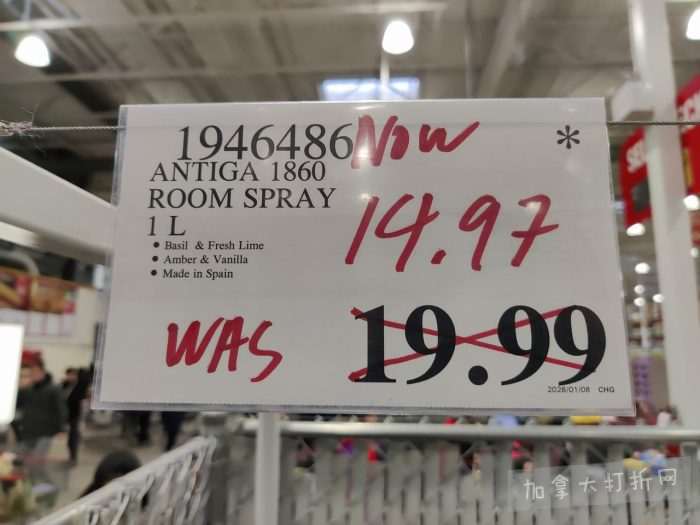 1946486 Now *
ANTIGA 1860
ROOM SPRAY
1 L
14.97
• Basil & Fresh Lime
• Amber & Vanilla
• Made in Spain
WAS 19.99
2026/01/08 CHG
加拿大打折网